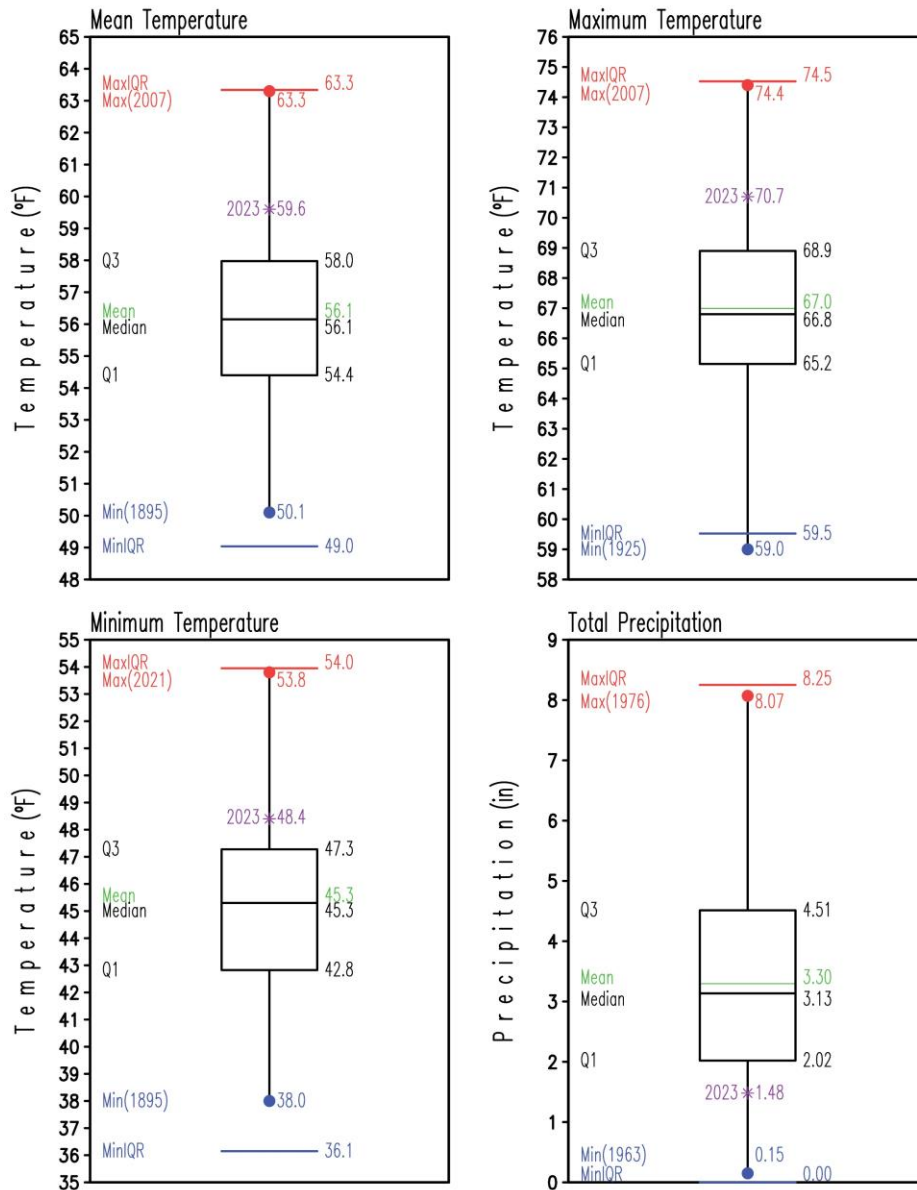 Mean Temperature
Temperature(ºF)
65
64
63
62
61
60
59
58
57
56
55
54
53
52
51
50
49
48
MaxIQR 63.3
Max(2007) 63.3
2023 59.6
Q3 58.0
Mean 56.1
Median 56.1
Q1 54.4
Min(1895) 50.1
MinIQR 49.0
Maximum Temperature
Temperature(ºF)
76
75
74
73
72
71
70
69
68
67
66
65
64
63
62
61
60
59
58
MaxIQR 74.5
Max(2007) 74.4
2023 70.7
Q3 68.9
Mean 67.0
Median 66.8
Q1 65.2
MinIQR 59.5
Min(1925) 59.0
Minimum Temperature
Temperature(ºF)
55
54
53
52
51
50
49
48
47
46
45
44
43
42
41
40
39
38
37
36
35
MaxIQR 54.0
Max(2021) 53.8
2023 48.4
Q3 47.3
Mean 45.3
Median 45.3
Q1 42.8
Min(1895) 38.0
MinIQR 36.1
Total Precipitation
Precipitation(in)
9
8
7
6
5
4
3
2
1
0
MaxIQR 8.25
Max(1976) 8.07
Q3 4.51
Mean 3.30
Median 3.13
Q1 2.02
2023 1.48
Min(1963) 0.15
MinIQR 0.00